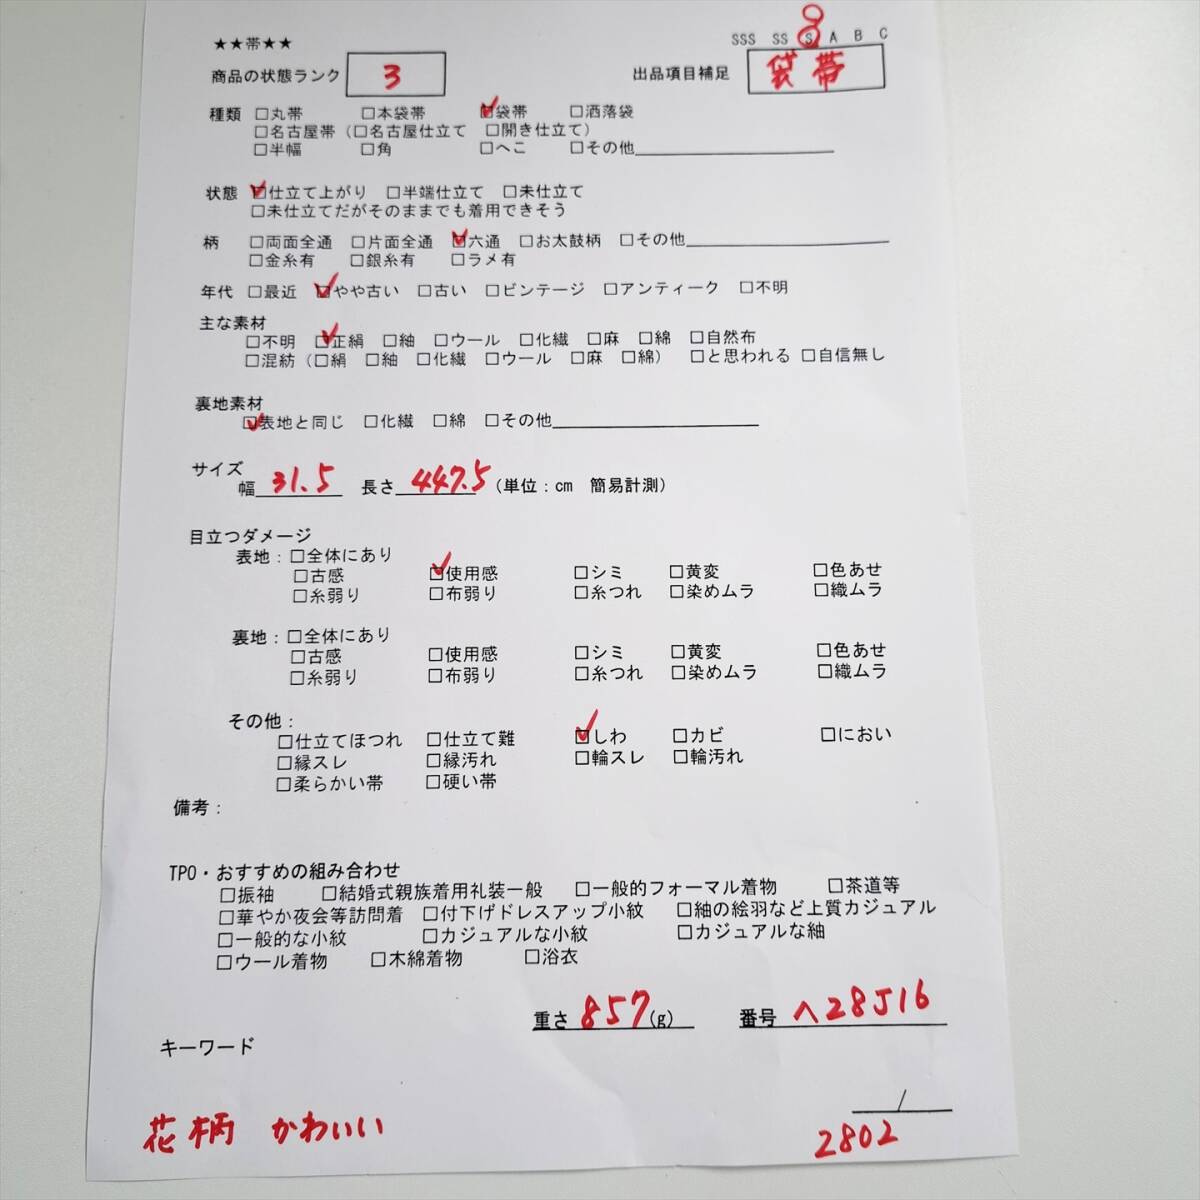 ★★帯★★
SSS SS S A B C
商品の状態ランク 3 出品項目補足 袋帯
種類 □丸帯 □本袋帯 ☑袋帯 □洒落袋
□名古屋帯（□名古屋仕立て □開き仕立て）
□半幅 □角 □へこ □その他
状態 ☑仕立て上がり □半端仕立て □未仕立て
□未仕立てだがそのままでも着用できそう
柄 □両面全通 □片面全通 ☑六通 □お太鼓柄 □その他
□金糸有 □銀糸有 □ラメ有
年代 □最近 ☑やや古い □古い □ビンテージ □アンティーク □不明
主な素材
□不明 ☑正絹 □紬 □ウール □化繊 □麻 □綿 □自然布
□混紡（□絹 □紬 □化繊 □ウール □麻 □綿） □と思われる □自信無し
裏地素材
☑表地と同じ □化繊 □綿 □その他
サイズ
幅 31.5 長さ 447.5 （単位：cm 簡易計測）
目立つダメージ
表地：□全体にあり
□古感 ☑使用感 □シミ □黄変 □色あせ
□糸弱り □布弱り □糸つれ □染めムラ □織ムラ
裏地：□全体にあり
□古感 □使用感 □シミ □黄変 □色あせ
□糸弱り □布弱り □糸つれ □染めムラ □織ムラ
その他：
□仕立てほつれ □仕立て難 ☑しわ □カビ □におい
□縁スレ □縁汚れ □輪スレ □輪汚れ
□柔らかい帯 □硬い帯
備考：
TPO・おすすめの組み合わせ
□振袖 □結婚式親族着用礼装一般 □一般的フォーマル着物 □茶道等
□華やか夜会等訪問着 □付下げドレスアップ小紋 □紬の絵羽など上質カジュアル
□一般的な小紋 □カジュアルな小紋 □カジュアルな紬
□ウール着物 □木綿着物 □浴衣
重さ 857(g) 番号 へ28J16
キーワード
/
花柄 かわいい
2802